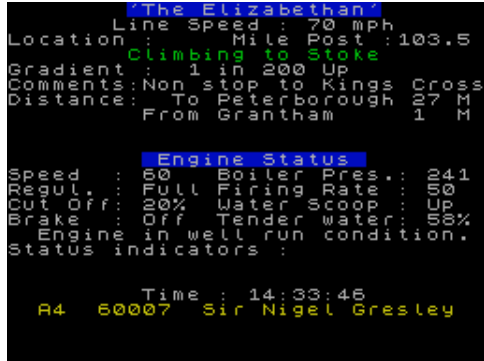 'The Elizabethan'
Line Speed : 70 mph
Location : Mile Post :103.5
Climbing to Stoke
Gradient : 1 in 200 Up
Comments:Non stop to Kings Cross
Distance: To Peterborough 27 M
From Grantham 1 M
Engine Status
Speed : 60 Boiler Pres.: 241
Regul. : Full Firing Rate : 50
Cut Off: 20% Water Scoop : Up
Brake : Off Tender water: 58%
Engine in well run condition.
Status indicators :
Time : 14:33:46
A4 60007 Sir Nigel Gresley